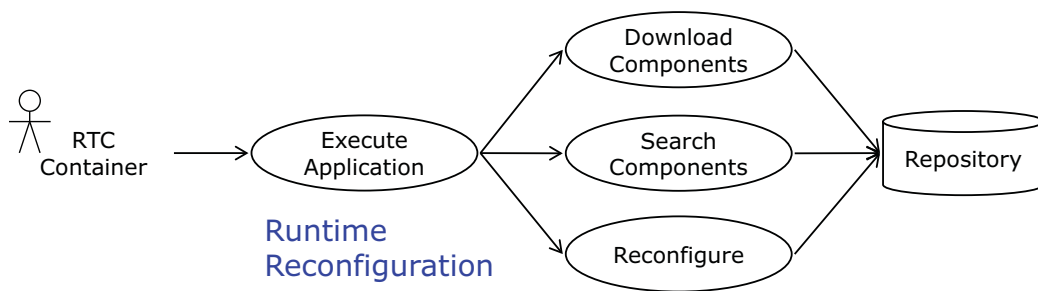 Download
Components
RTC
Container
Execute
Application
Search
Components
Repository
Runtime
Reconfiguration
Reconfigure